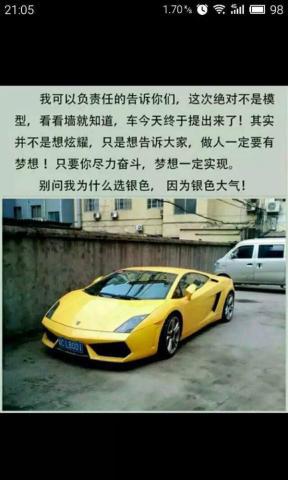 21:05
1.70%
4G
98
我可以负责任的告诉你们，这次绝对不是模
型，看看墙就知道，车今天终于提出来了！其实
并不是想炫耀，只是想告诉大家，做人一定要有
梦想！只要你尽力奋斗，梦想一定实现。
别问我为什么选银色， 因为银色大气！